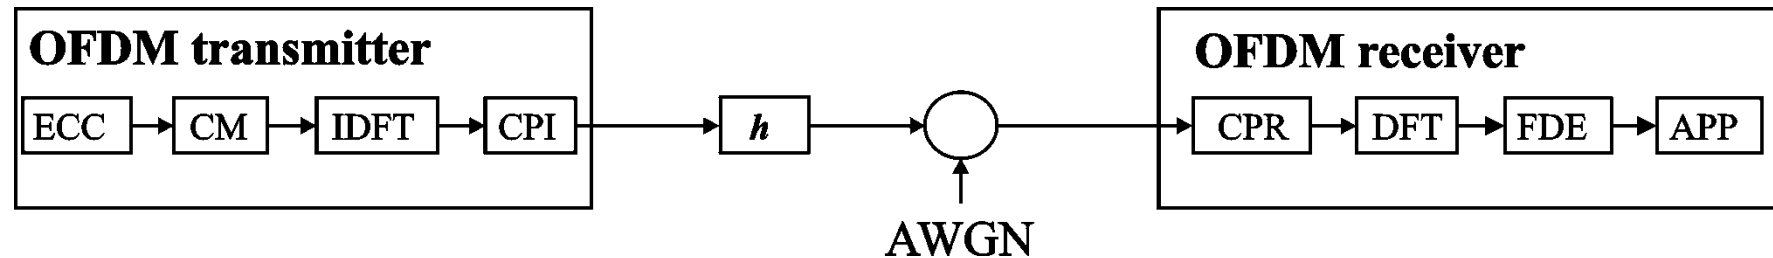 OFDM transmitter
ECC CM IDFT CPI
h
AWGN
OFDM receiver
CPR DFT FDE APP